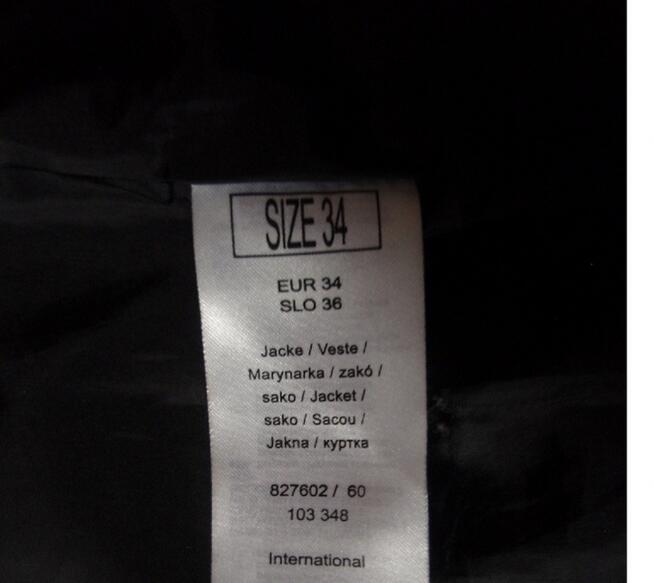 SIZE 34
EUR 34
SLO 36
Jacke / Veste /
Marynarka / zakó /
sako / Jacket /
sako / Sacou /
Jakna / куртка
827602 / 60
103 348
International